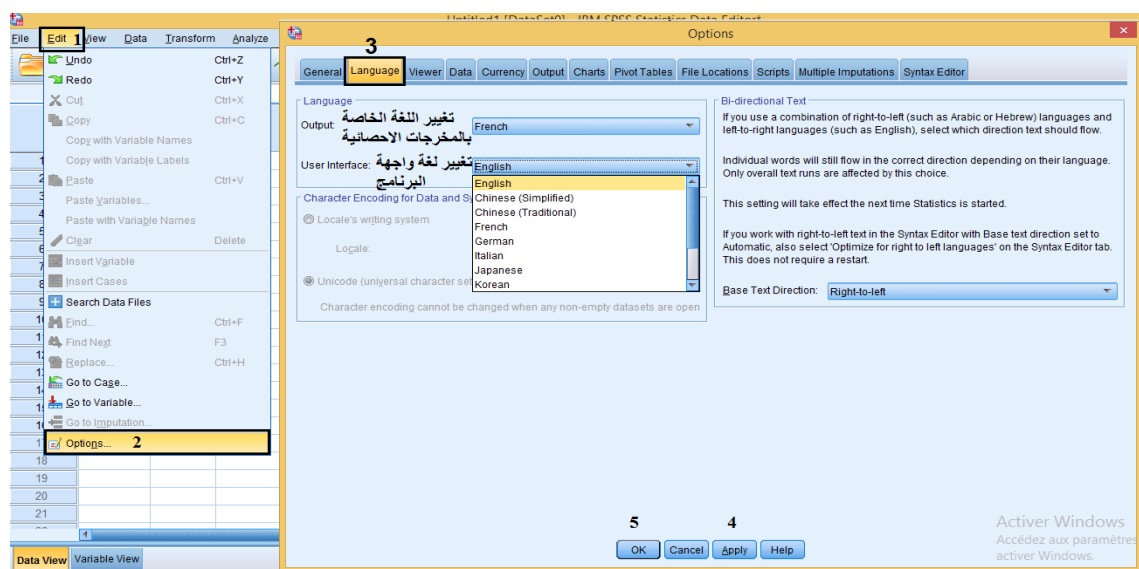 Untitled1 [DataSet0] - IBM SPSS Statistics Data Editor*
File Edit 1 View Data Transform Analyze
Undo Ctrl+Z
Redo Ctrl+Y
Cut Ctrl+X
Copy Ctrl+C
Copy with Variable Names
Copy with Variable Labels
Paste Ctrl+V
Paste Variables...
Paste with Variable Names
Clear Delete
Insert Variable
Insert Cases
Search Data Files
Find... Ctrl+F
Find Next F3
Replace... Ctrl+H
Go to Case...
Go to Variable...
Go to Imputation...
Options... 2
18
19
20
21
Data View Variable View
Options
3
General Language Viewer Data Currency Output Charts Pivot Tables File Locations Scripts Multiple Imputations Syntax Editor
Language
Output: تغيير اللغة الخاصة French
بالمخرجات الاحصائية
User Interface: تغيير لغة واجهة English
البرنامج
English
Chinese (Simplified)
Chinese (Traditional)
French
German
Italian
Japanese
Korean
Character Encoding for Data and Sy
Locale's writing system
Locale:
Unicode (universal character set
Character encoding cannot be changed when any non-empty datasets are open
Bi-directional Text
If you use a combination of right-to-left (such as Arabic or Hebrew) languages and
left-to-right languages (such as English), select which direction text should flow.
Individual words will still flow in the correct direction depending on their language.
Only overall text runs are affected by this choice.
This setting will take effect the next time Statistics is started.
If you work with right-to-left text in the Syntax Editor with Base text direction set to
Automatic, also select 'Optimize for right to left languages' on the Syntax Editor tab.
This does not require a restart.
Base Text Direction: Right-to-left
5 4
OK Cancel Apply Help
Activer Windows
Accédez aux paramètres
activer Windows.